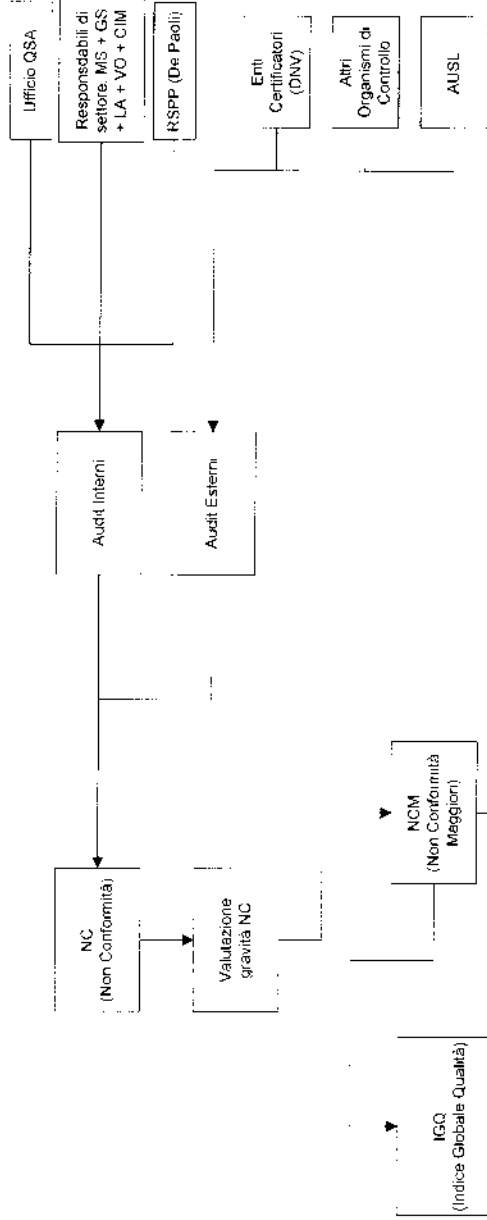 Ufficio QSA
Responsdabili di
settore. MS + GS
+ LA + VO + CIM
RSPP (De Paoli)
Enti
Certificatori
(DNV)
Altri
Organismi di
Controllo
AUSL
Audit Interni
Audit Esterni
NC
(Non Conformità)
Valutazione
gravità NC
NCM
(Non Conformità
Maggiori)
IGQ
(Indice Globale Qualità)